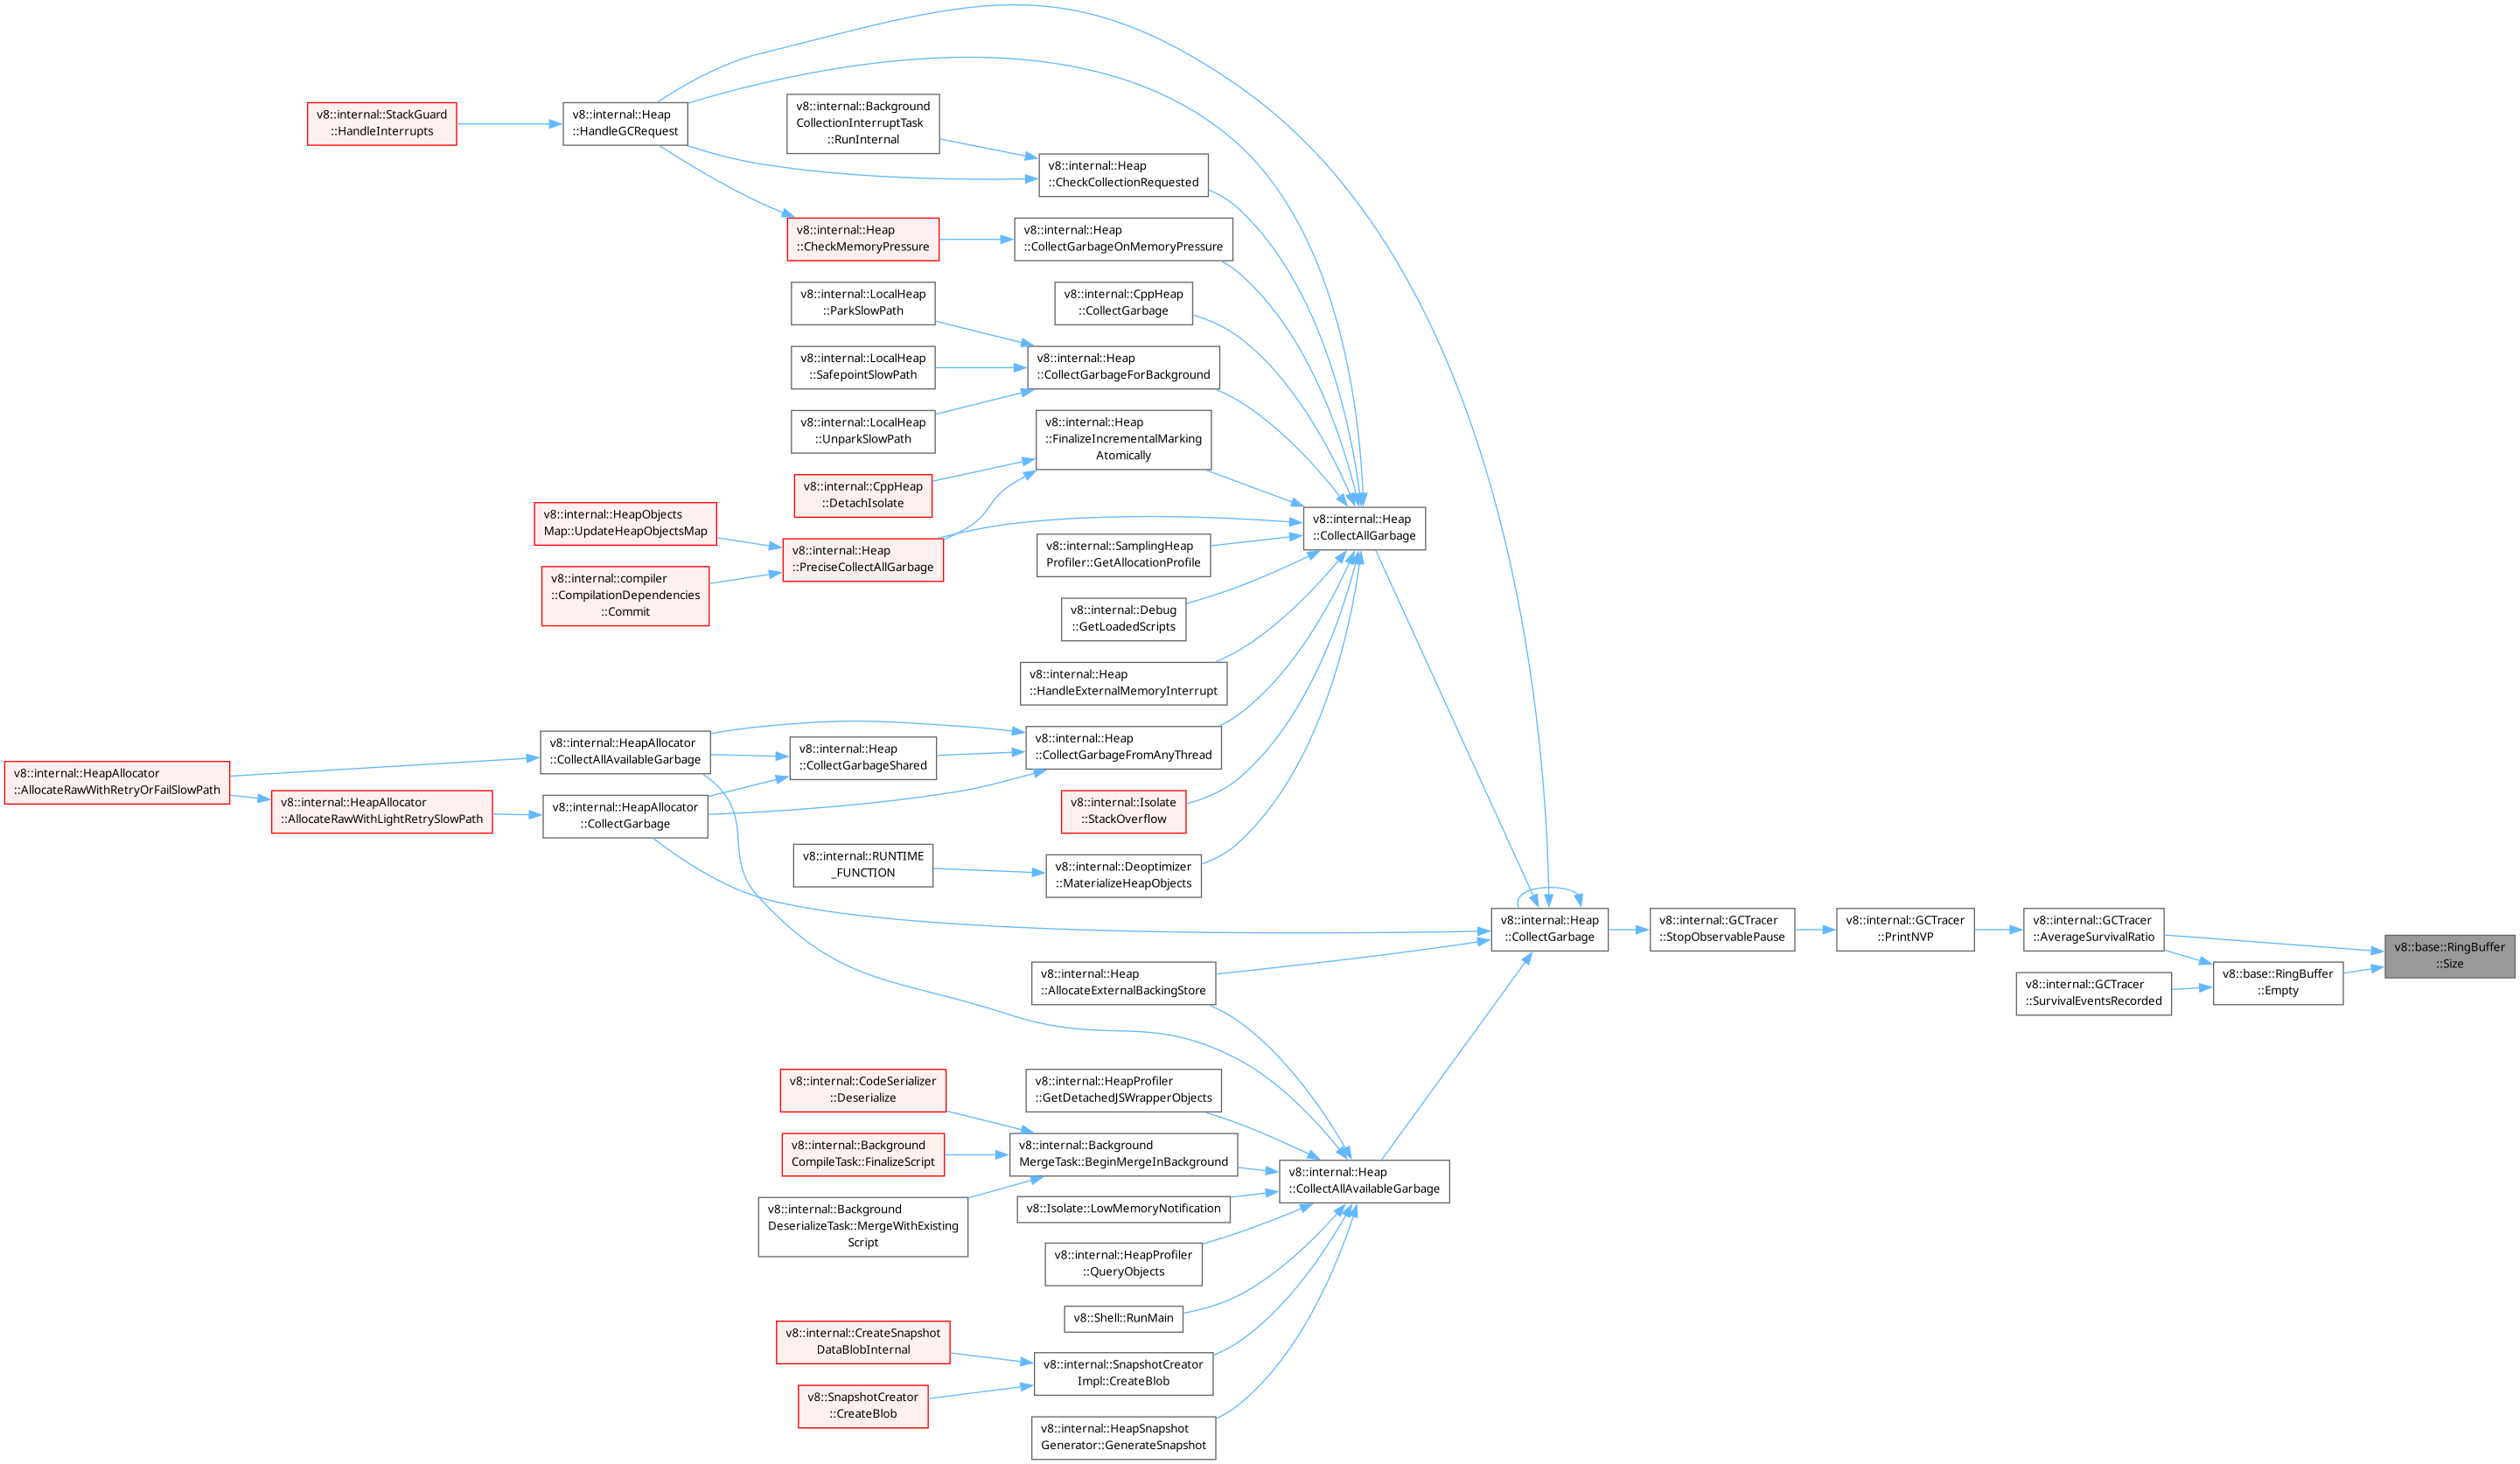 v8::internal::StackGuard
::HandleInterrupts
v8::internal::Heap
::HandleGCRequest
v8::internal::Background
CollectionInterruptTask
::RunInternal
v8::internal::Heap
::CheckCollectionRequested
v8::internal::Heap
::CheckMemoryPressure
v8::internal::Heap
::CollectGarbageOnMemoryPressure
v8::internal::LocalHeap
::ParkSlowPath
v8::internal::CppHeap
::CollectGarbage
v8::internal::LocalHeap
::SafepointSlowPath
v8::internal::Heap
::CollectGarbageForBackground
v8::internal::LocalHeap
::UnparkSlowPath
v8::internal::Heap
::FinalizeIncrementalMarking
Atomically
v8::internal::CppHeap
::DetachIsolate
v8::internal::HeapObjects
Map::UpdateHeapObjectsMap
v8::internal::Heap
::PreciseCollectAllGarbage
v8::internal::compiler
::CompilationDependencies
::Commit
v8::internal::SamplingHeap
Profiler::GetAllocationProfile
v8::internal::Heap
::CollectAllGarbage
v8::internal::Debug
::GetLoadedScripts
v8::internal::Heap
::HandleExternalMemoryInterrupt
v8::internal::HeapAllocator
::AllocateRawWithRetryOrFailSlowPath
v8::internal::HeapAllocator
::AllocateRawWithLightRetrySlowPath
v8::internal::HeapAllocator
::CollectAllAvailableGarbage
v8::internal::HeapAllocator
::CollectGarbage
v8::internal::Heap
::CollectGarbageShared
v8::internal::Heap
::CollectGarbageFromAnyThread
v8::internal::Isolate
::StackOverflow
v8::internal::RUNTIME
_FUNCTION
v8::internal::Deoptimizer
::MaterializeHeapObjects
v8::internal::Heap
::CollectGarbage
v8::internal::GCTracer
::StopObservablePause
v8::internal::GCTracer
::PrintNVP
v8::internal::GCTracer
::AverageSurvivalRatio
v8::internal::GCTracer
::SurvivalEventsRecorded
v8::base::RingBuffer
::Empty
v8::base::RingBuffer
::Size
v8::internal::Heap
::AllocateExternalBackingStore
v8::internal::HeapProfiler
::GetDetachedJSWrapperObjects
v8::internal::CodeSerializer
::Deserialize
v8::internal::Background
CompileTask::FinalizeScript
v8::internal::Background
MergeTask::BeginMergeInBackground
v8::internal::Background
DeserializeTask::MergeWithExisting
Script
v8::internal::Heap
::CollectAllAvailableGarbage
v8::Isolate::LowMemoryNotification
v8::internal::HeapProfiler
::QueryObjects
v8::Shell::RunMain
v8::internal::CreateSnapshot
DataBlobInternal
v8::internal::SnapshotCreator
Impl::CreateBlob
v8::SnapshotCreator
::CreateBlob
v8::internal::HeapSnapshot
Generator::GenerateSnapshot